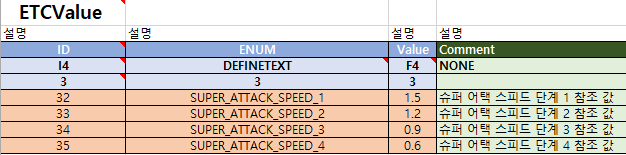 ETCValue
설명 설명 설명 설명
ID ENUM Value Comment
I4 DEFINETEXT F4 NONE
3 3 3
32 SUPER_ATTACK_SPEED_1 1.5 슈퍼 어택 스피드 단계 1 참조 값
33 SUPER_ATTACK_SPEED_2 1.2 슈퍼 어택 스피드 단계 2 참조 값
34 SUPER_ATTACK_SPEED_3 0.9 슈퍼 어택 스피드 단계 3 참조 값
35 SUPER_ATTACK_SPEED_4 0.6 슈퍼 어택 스피드 단계 4 참조 값